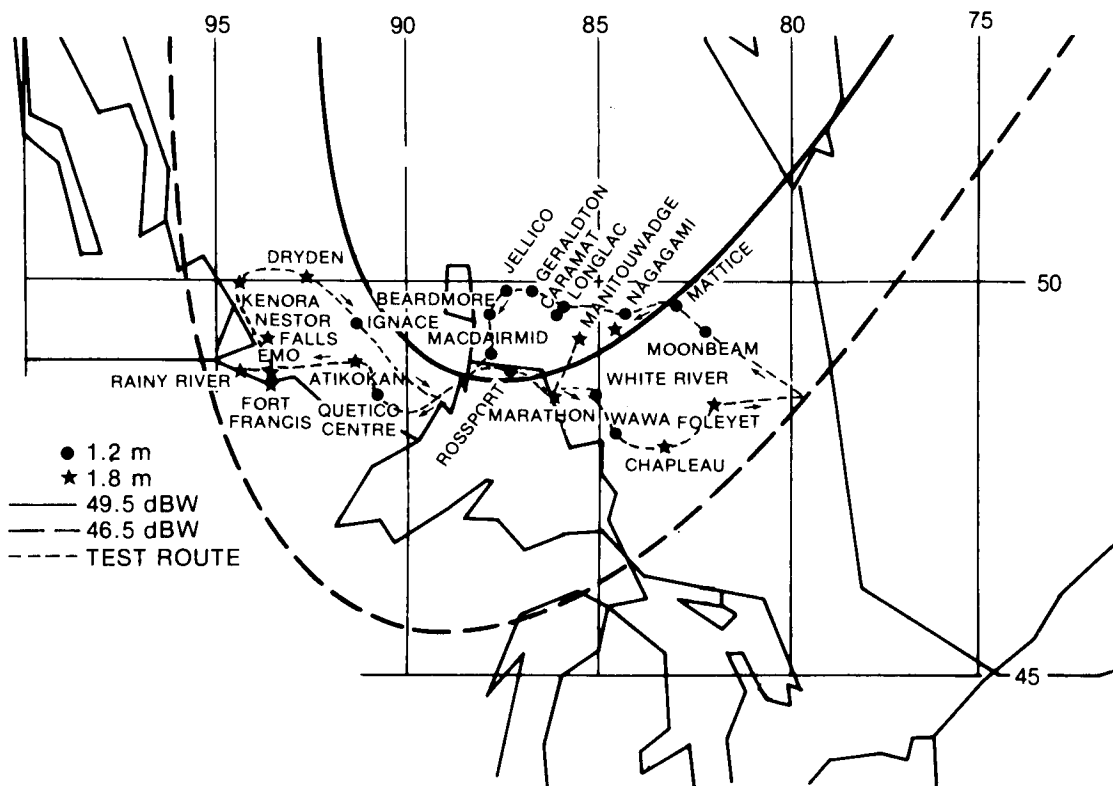 95
90
85
80
75
JELLICO
GERALDTON
CARAMAT
LONGLAC
MANITOUWADGE
NAGAGAMI
MATTICE
DRYDEN
50
KENORA
BEARDMORE
NESTOR
FALLS
IGNACE
MACDAIRMID
MOONBEAM
EMO
RAINY RIVER
ATIKOKAN
WHITE RIVER
FORT
FRANCIS
QUETICO
CENTRE
ROSSPORT
MARATHON
WAWA
FOLEYET
CHAPLEAU
1.2 m
1.8 m
49.5 dBW
46.5 dBW
TEST ROUTE
45